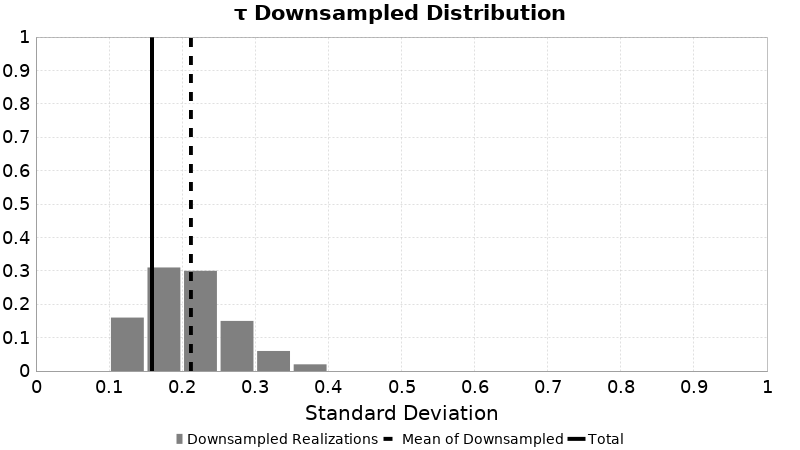 τ Downsampled Distribution
1
0.9
0.8
0.7
0.6
0.5
0.4
0.3
0.2
0.1
0
0 0.1 0.2 0.3 0.4 0.5 0.6 0.7 0.8 0.9 1
Standard Deviation
Downsampled Realizations Mean of Downsampled Total